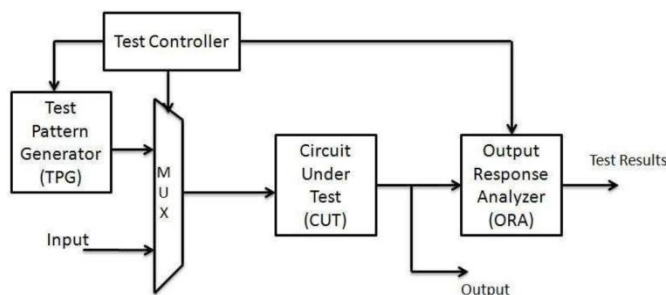 Test Controller
Test
Pattern
Generator
(TPG)
M
U
X
Input
Circuit
Under
Test
(CUT)
Output
Response
Analyzer
(ORA)
Test Results
Output